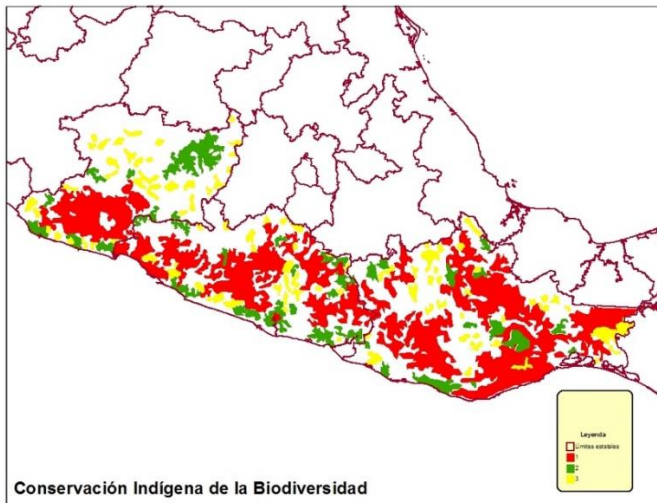 Leyenda
Límites estatales
1
2
3
Conservación Indígena de la Biodiversidad